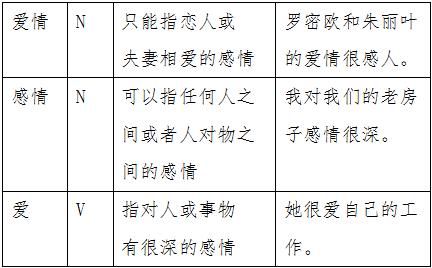 爱情 N 只能指恋人或 罗密欧和朱丽叶
夫妻相爱的感情 的爱情很感人。
感情 N 可以指任何人之 我对我们的老房
间或者人对物之 子感情很深。
间的感情
爱 V 指对人或事物 她很爱自己的工
有很深的感情 作。